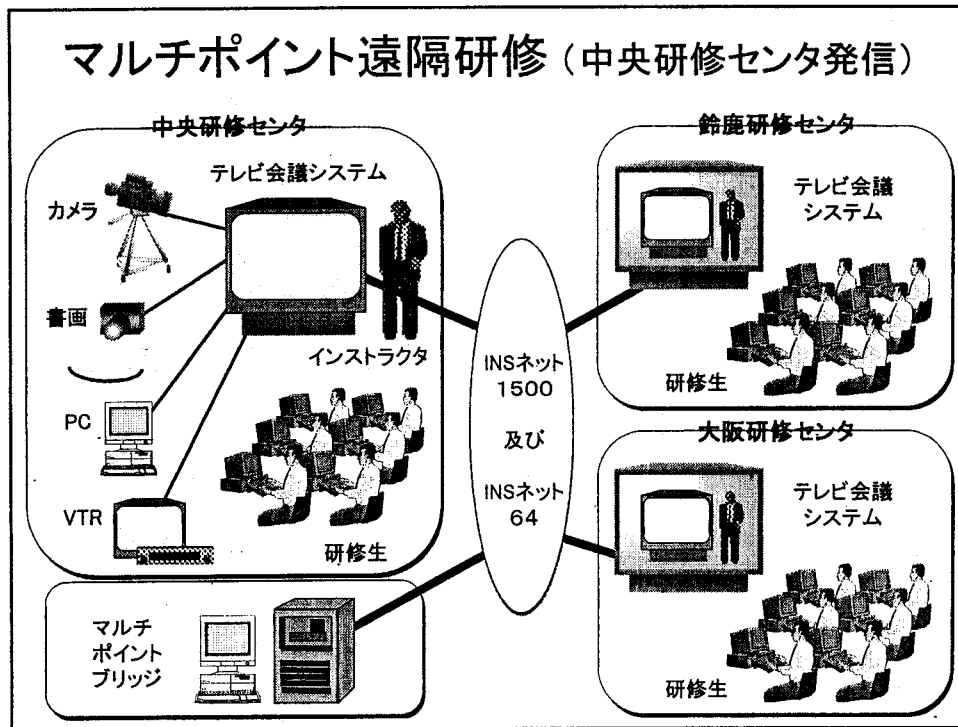 マルチポイント遠隔研修（中央研修センタ発信）
中央研修センタ
テレビ会議システム
カメラ
書画
インストラクタ
PC
VTR
研修生
マルチ
ポイント
ブリッジ
INSネット
1500
及び
INSネット
64
鈴鹿研修センタ
テレビ会議
システム
研修生
大阪研修センタ
テレビ会議
システム
研修生